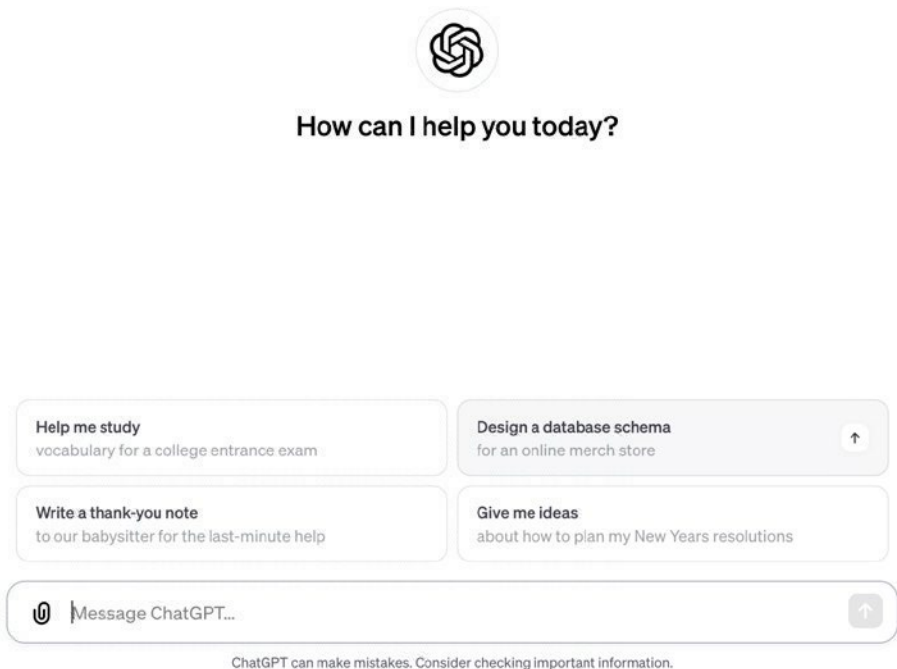 How can I help you today?
Help me study
vocabulary for a college entrance exam
Design a database schema
for an online merch store
Write a thank-you note
to our babysitter for the last-minute help
Give me ideas
about how to plan my New Years resolutions
Message ChatGPT...
ChatGPT can make mistakes. Consider checking important information.